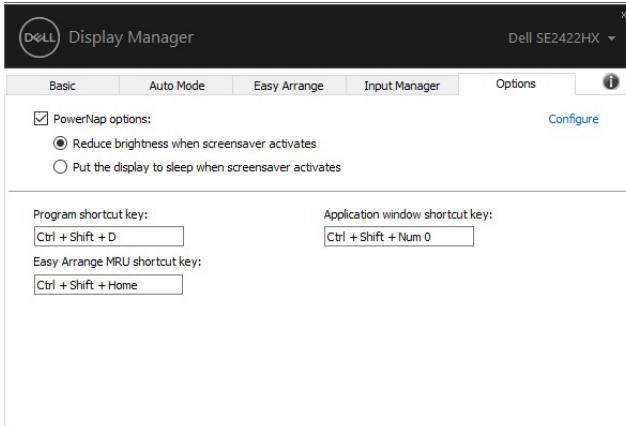 DELL Display Manager
Dell SE2422HX
x
Basic Auto Mode Easy Arrange Input Manager Options i
PowerNap options: Configure
Reduce brightness when screensaver activates
Put the display to sleep when screensaver activates
Program shortcut key: Application window shortcut key:
Ctrl + Shift + D Ctrl + Shift + Num 0
Easy Arrange MRU shortcut key:
Ctrl + Shift + Home